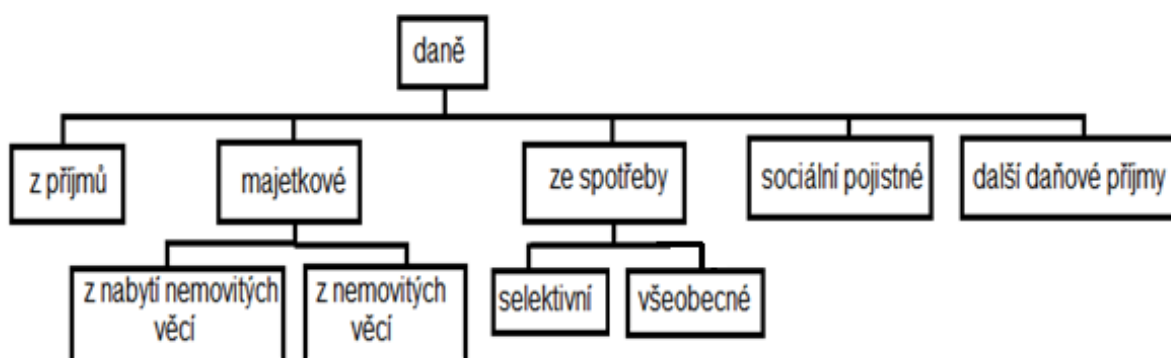 daně
z příjmů
majetkové
ze spotřeby
sociální pojistné
další daňové příjmy
z nabytí nemovitých
věcí
z nemovitých
věcí
selektivní
všeobecné